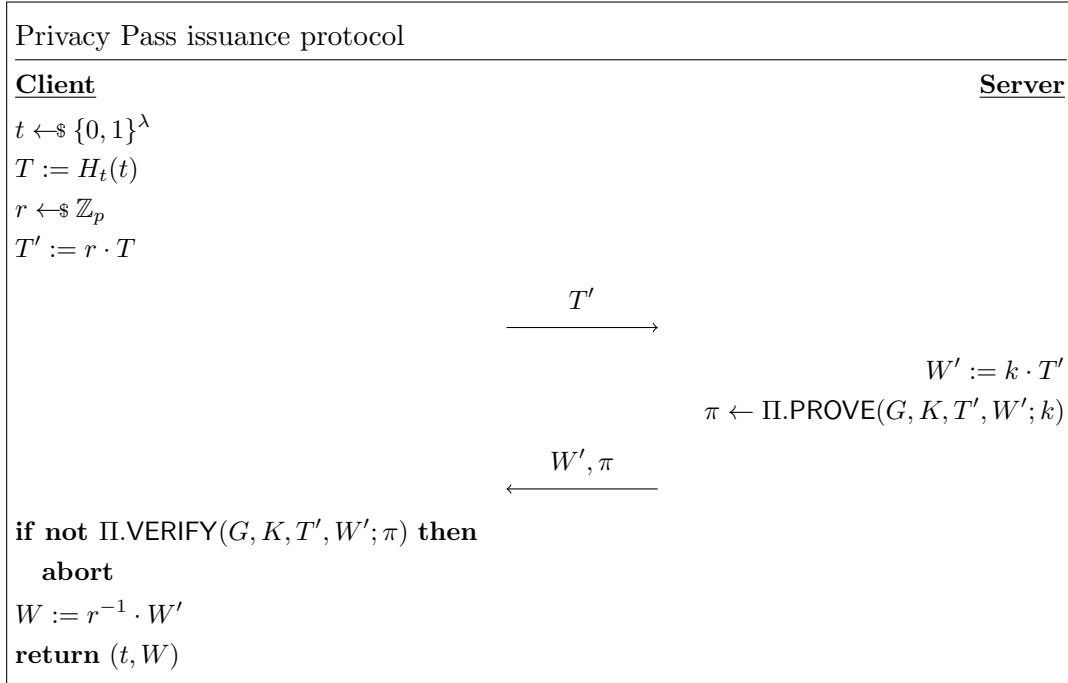 Privacy Pass issuance protocol
Client Server
t ←$ {0, 1}^λ
T := H_t(t)
r ←$ ℤ_p
T′ := r · T
T′
W′ := k · T′
π ← Π.PROVE(G, K, T′, W′; k)
W′, π
if not Π.VERIFY(G, K, T′, W′; π) then
abort
W := r^{-1} · W′
return (t, W)